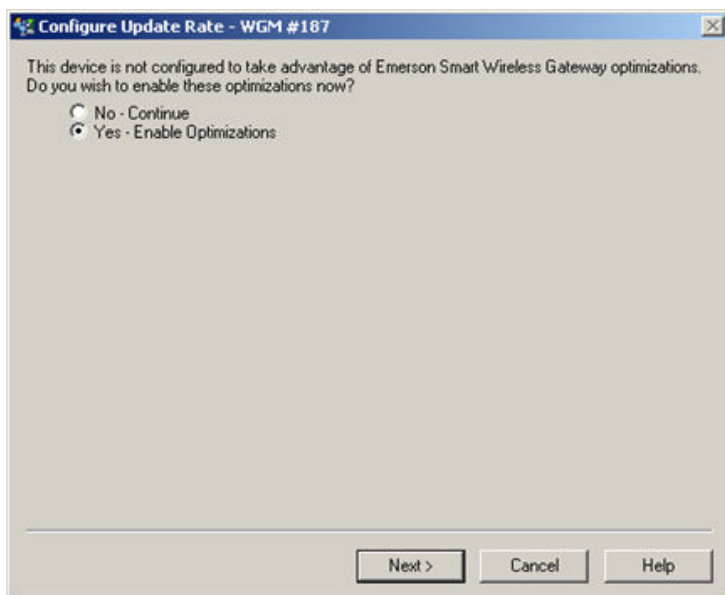 Configure Update Rate - WGM #187
This device is not configured to take advantage of Emerson Smart Wireless Gateway optimizations.
Do you wish to enable these optimizations now?
No - Continue
Yes - Enable Optimizations
Next >
Cancel
Help